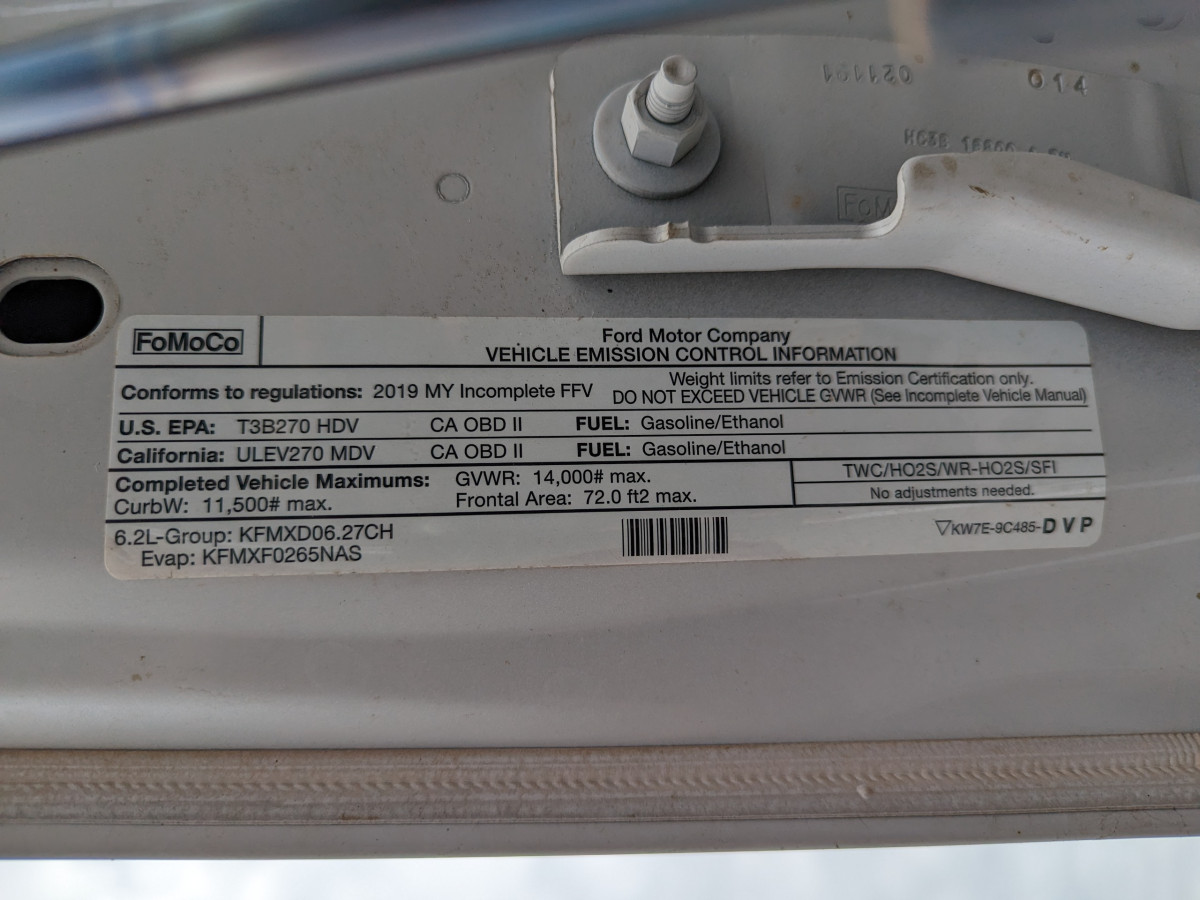 021191
014
HC3B
FoM
FoMoCo
Ford Motor Company
VEHICLE EMISSION CONTROL INFORMATION
Conforms to regulations: 2019 MY Incomplete FFV
Weight limits refer to Emission Certification only.
DO NOT EXCEED VEHICLE GVWR (See Incomplete Vehicle Manual)
U.S. EPA: T3B270 HDV CA OBD II FUEL: Gasoline/Ethanol
California: ULEV270 MDV CA OBD II FUEL: Gasoline/Ethanol
Completed Vehicle Maximums: GVWR: 14,000# max.
CurbW: 11,500# max. Frontal Area: 72.0 ft2 max.
TWC/HO2S/WR-HO2S/SFI
No adjustments needed.
6.2L-Group: KFMXD06.27CH
Evap: KFMXF0265NAS
▽KW7E-9C485-DVP